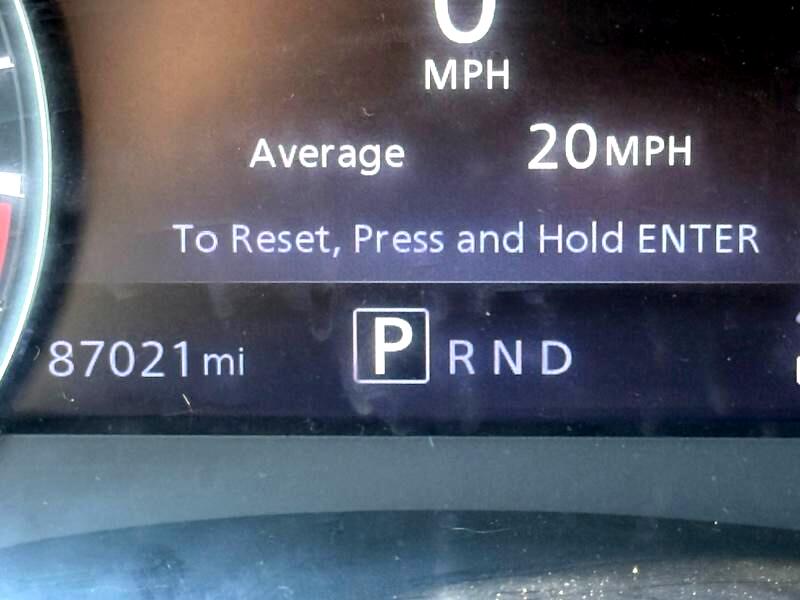 0
MPH
Average 20 MPH
To Reset, Press and Hold ENTER
87021 mi P R N D